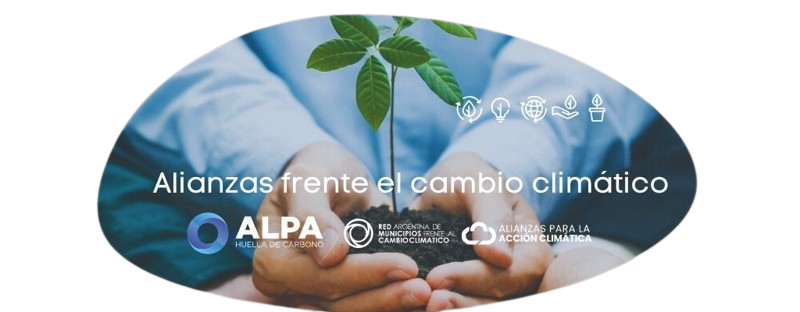 Alianzas frente el cambio climático
ALPA
HUELLA DE CARBONO
RED ARGENTINA DE
MUNICIPIOS FRENTE AL
CAMBIO CLIMATICO
ALIANZAS PARA LA
ACCIÓN CLIMÁTICA